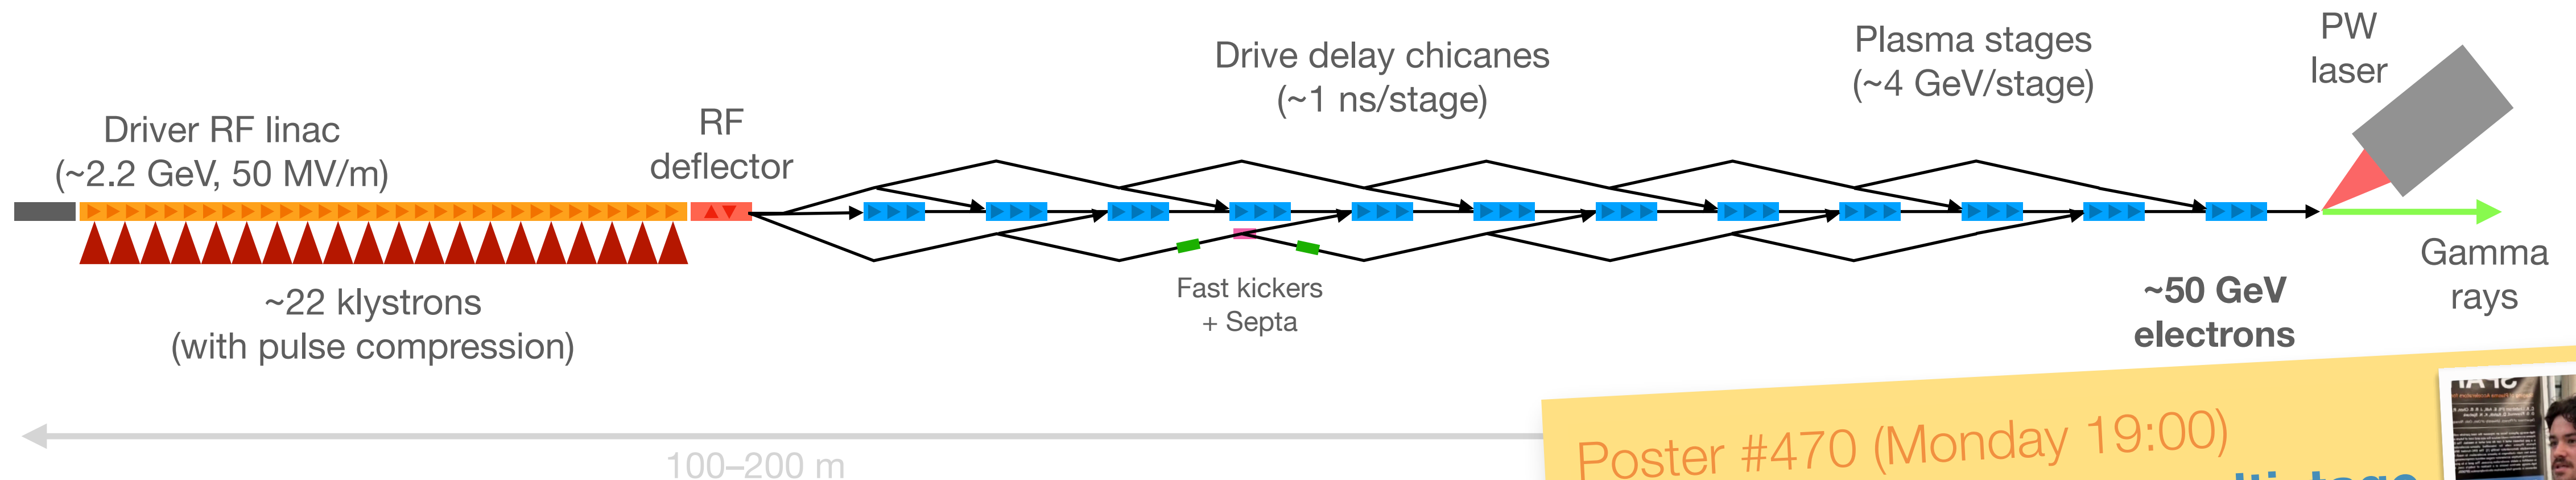 Driver RF linac
(~2.2 GeV, 50 MV/m)
RF
deflector
Drive delay chicanes
(~1 ns/stage)
Plasma stages
(~4 GeV/stage)
PW
laser
~22 klystrons
(with pulse compression)
Fast kickers
+ Septa
~50 GeV
electrons
Gamma
rays
100–200 m
Poster #470 (Monday 19:00)